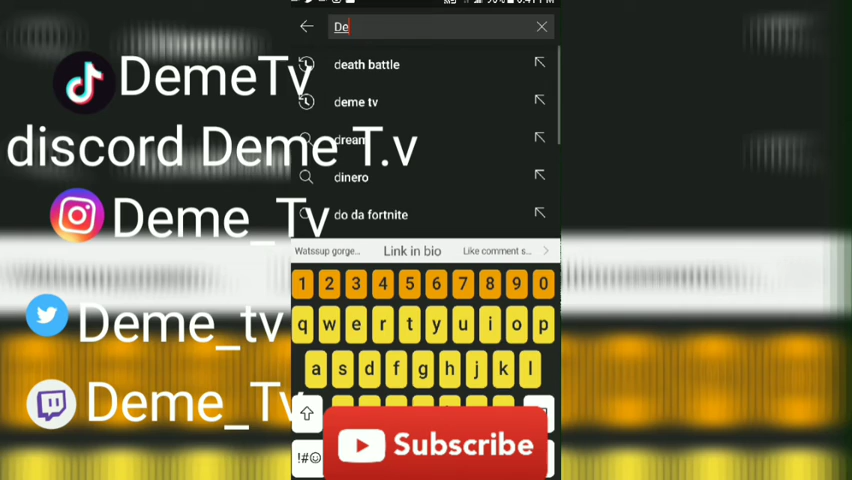 De
death battle
DemeTv
deme tv
discord Deme T.v
dream
dinero
Deme_Tv
do da fortnite
Watssup gorge...
Link in bio
Like comment s...
1 2 3 4 5 6 7 8 9 0
Deme_tv
q w e r t y u i o p
a s d f g h j k l
Deme_Tv
Subscribe
!#☺